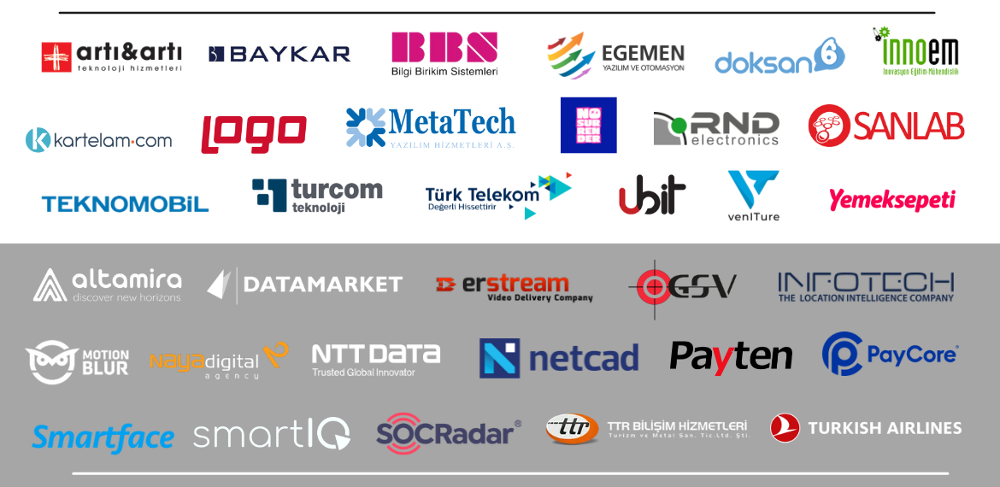 artı&artı
teknoloji hizmetleri
BAYKAR
BBS
Bilgi Birikim Sistemleri
EGEMEN
YAZILIM VE OTOMASYON
doksan6
innoem
İnovasyon-Eğitim-Mühendislik
K kartelam.com
LOGO
MetaTech
YAZILIM HİZMETLERİ A.Ş.
NO
SUR
REN
DER
RND
electronics
SANLAB
TEKNOMOBİL
turcom
teknoloji
Türk Telekom
Değerli Hissettirir
ubit
venITure
Yemeksepeti
altamira
discover new horizons
DATAMARKET
erstream
Video Delivery Company
GSV
INFOTECH
THE LOCATION INTELLIGENCE COMPANY
MOTION
BLUR
Nayadigital
agency
NTT DATA
Trusted Global Innovator
N netcad
Payten
PayCore
Smartface
smartIQ
SOCRadar®
ttr
TTR BİLİŞİM HİZMETLERİ
Turizm ve Metal San. Tic.Ltd. Şti.
TURKISH AIRLINES